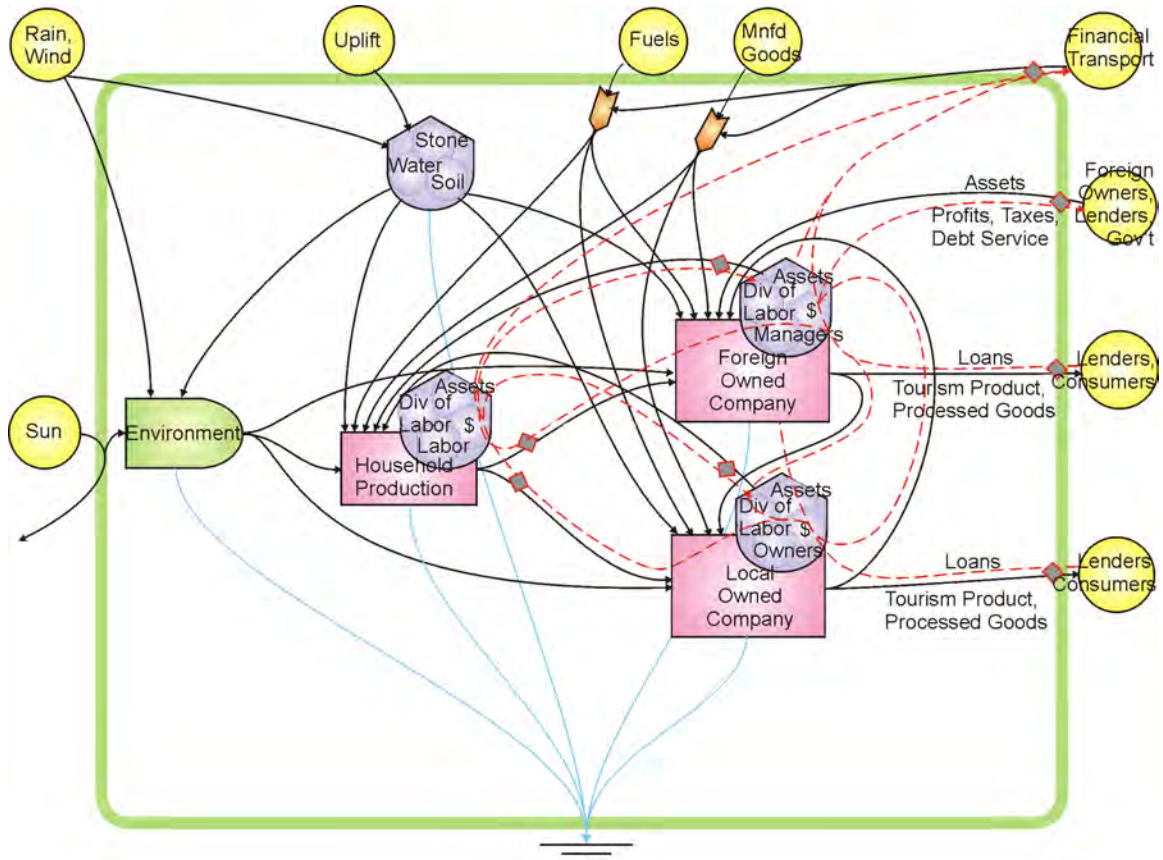 Rain,
Wind
Uplift
Fuels
Mnfd
Goods
Financial
Transport
Stone
Water
Soil
Assets
Profits, Taxes,
Debt Service
Foreign
Owners,
Lenders,
Gov't
Assets
Div of
Labor $
Managers
Foreign
Owned
Company
Loans
Tourism Product,
Processed Goods
Lenders,
Consumers
Sun
Environment
Assets
Div of
Labor $
Labor
Household
Production
Assets
Div of
Labor $
Owners
Local
Owned
Company
Loans
Tourism Product,
Processed Goods
Lenders,
Consumers